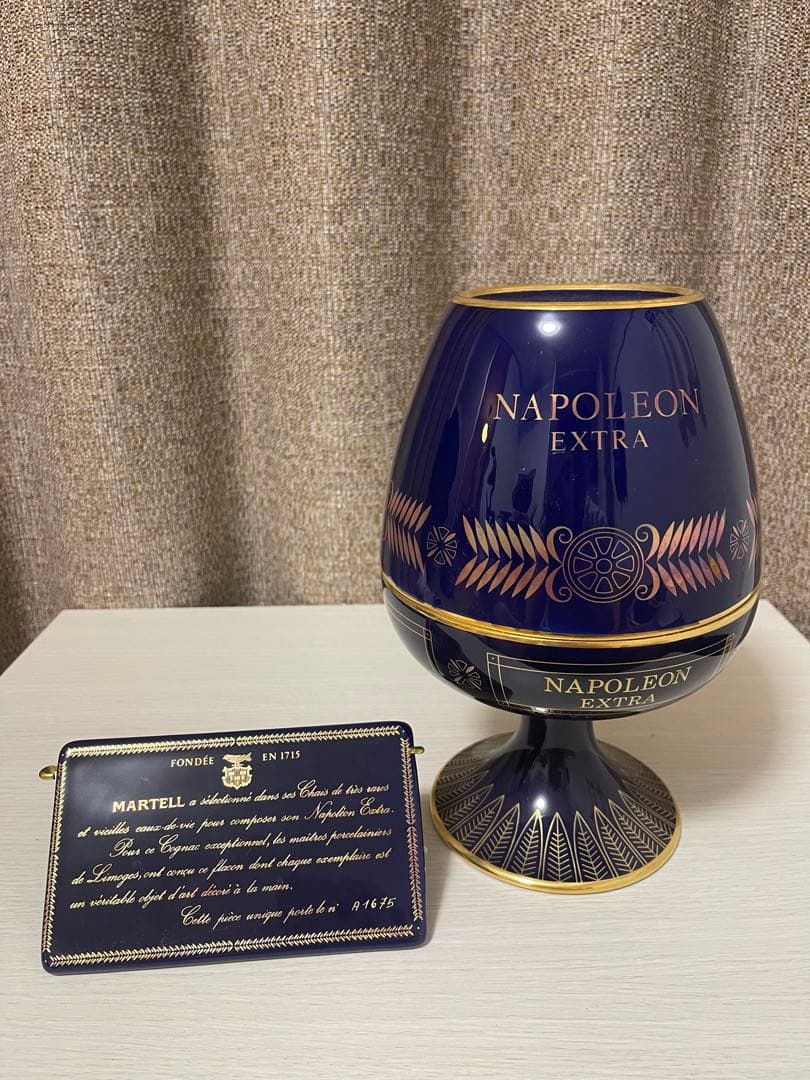 NAPOLEON
EXTRA
NAPOLEON
EXTRA
FONDÉE EN 1715
MARTELL a sélectionné dans ses Chais de très rares
et vieilles eaux-de-vie pour composer son Napoléon Extra.
Pour ce Cognac exceptionnel, les maîtres porcelainiers
de Limoges, ont conçu ce flacon dont chaque exemplaire est
un véritable objet d'art décoré à la main.
Cette pièce unique porte le n° A1675